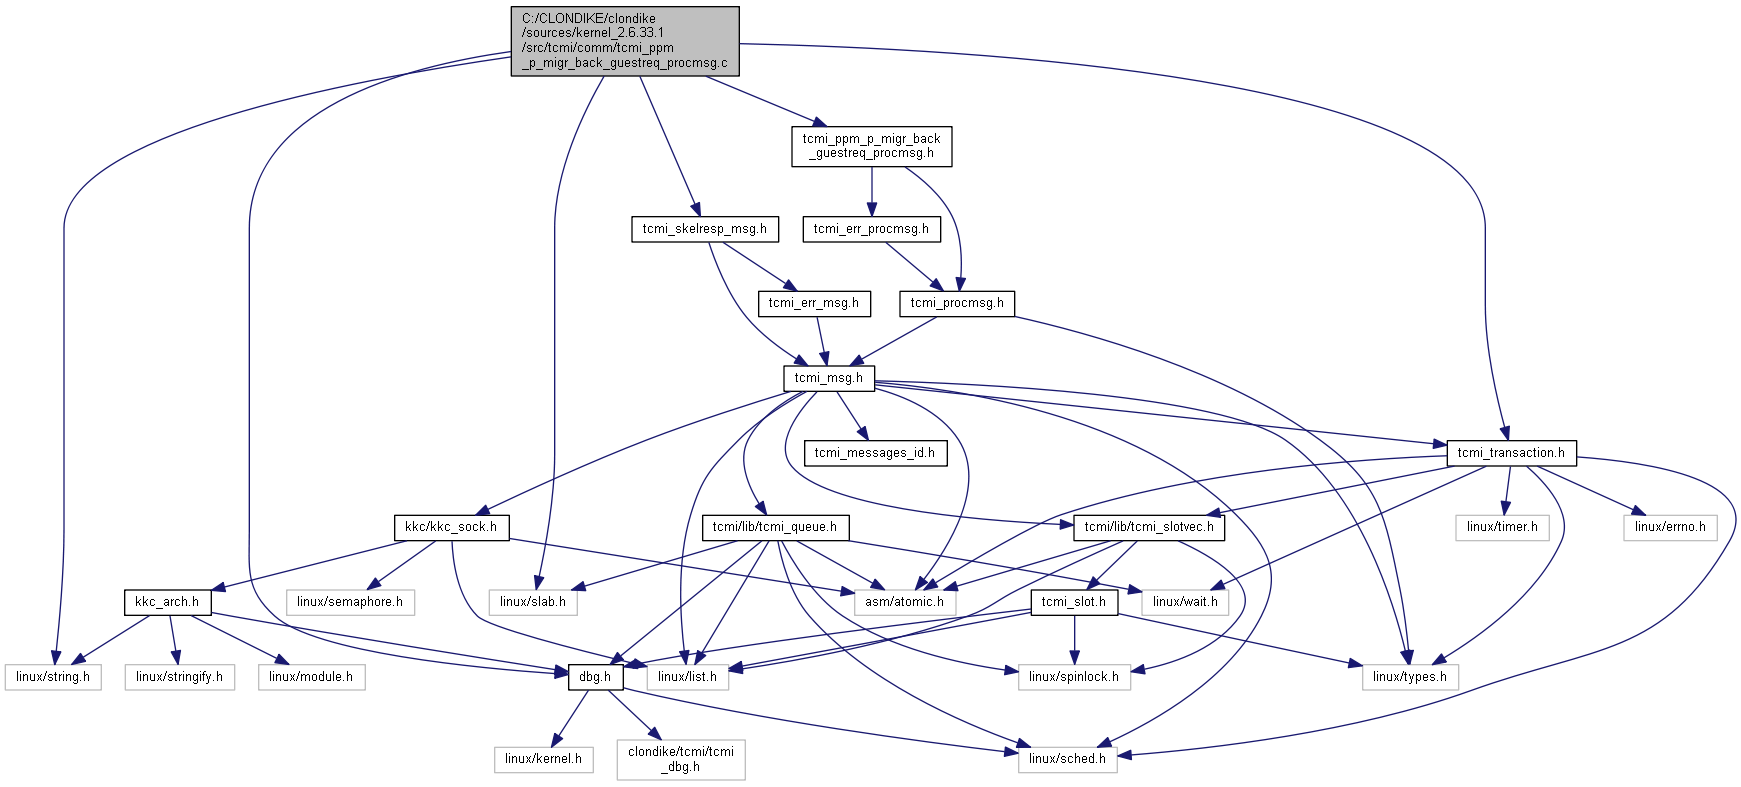 C:/CLONDIKE/clondike
/sources/kernel_2.6.33.1
/src/tcmi/comm/tcmi_ppm
_p_migr_back_guestreq_procmsg.c
tcmi_ppm_p_migr_back
_guestreq_procmsg.h
tcmi_skelresp_msg.h
tcmi_err_procmsg.h
tcmi_err_msg.h
tcmi_procmsg.h
tcmi_msg.h
tcmi_messages_id.h
tcmi_transaction.h
kkc/kkc_sock.h
tcmi/lib/tcmi_queue.h
tcmi/lib/tcmi_slotvec.h
linux/timer.h
linux/errno.h
kkc_arch.h
linux/semaphore.h
linux/slab.h
asm/atomic.h
tcmi_slot.h
linux/wait.h
linux/string.h
linux/stringify.h
linux/module.h
dbg.h
linux/list.h
linux/spinlock.h
linux/types.h
linux/kernel.h
clondike/tcmi/tcmi
_dbg.h
linux/sched.h